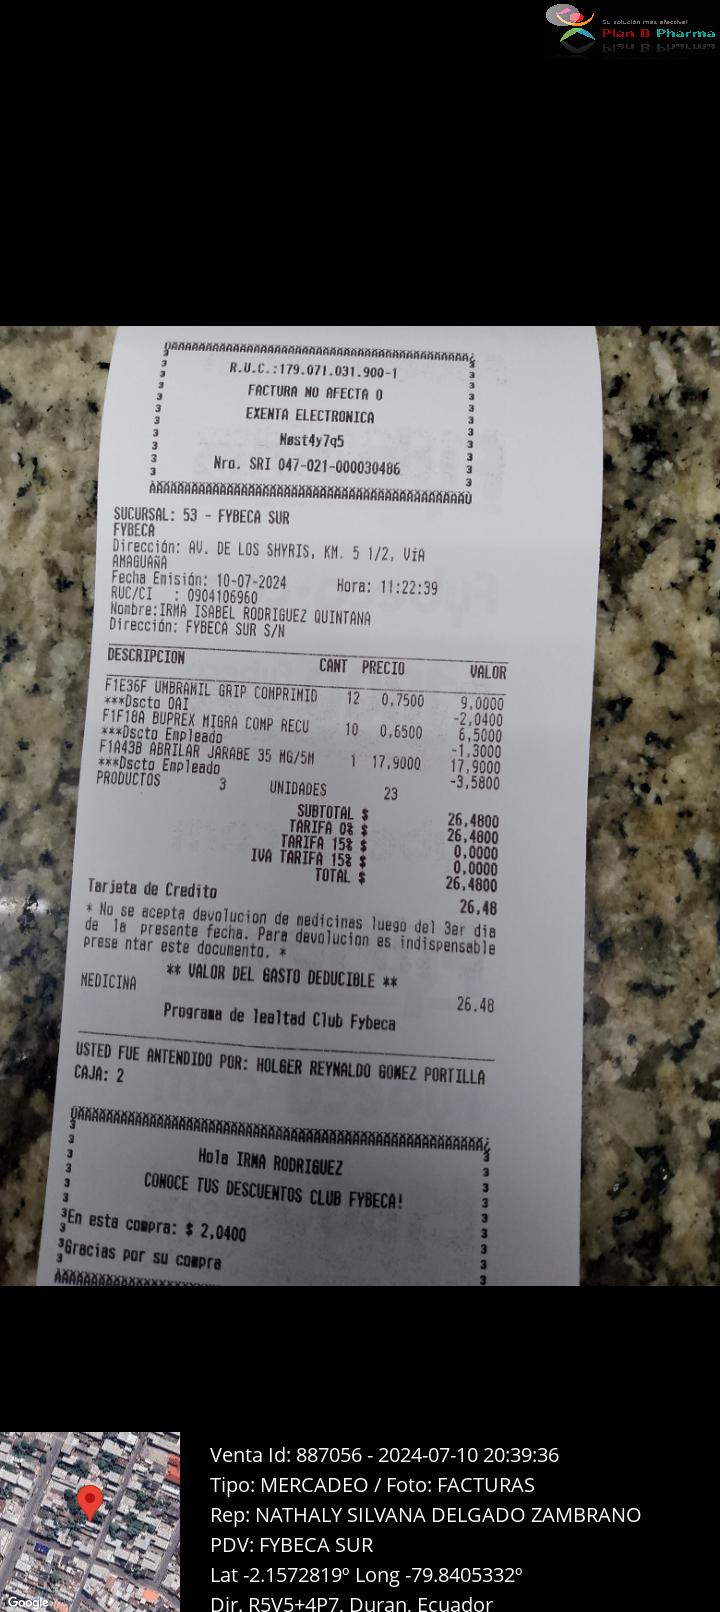 Su solución más efectiva!
Plan B Pharma
R.U.C.:179.071.031.900-1
FACTURA NO AFECTA O
EXENTA ELECTRONICA
Nøst4y7q5
Nro. SRI 047-021-000030486
SUCURSAL: 53 - FYBECA SUR
FYBECA
Dirección: AV. DE LOS SHYRIS, KM. 5 1/2, VíA
AMAGUAÑA
Fecha Emisión: 10-07-2024 Hora: 11:22:39
RUC/CI : 0904106960
Nombre:IRMA ISABEL RODRIGUEZ QUINTANA
Dirección: FYBECA SUR S/N
DESCRIPCION CANT PRECIO VALOR
F1E36F UMBRAMIL GRIP COMPRIMID 12 0,7500 9,0000
***Dscto OAI -2,0400
F1F18A BUPREX MIGRA COMP RECU 10 0,6500 6,5000
***Dscto Empleado -1,3000
F1A43B ABRILAR JARABE 35 MG/5M 1 17,9000 17,9000
***Dscto Empleado -3,5800
PRODUCTOS 3 UNIDADES 23
SUBTOTAL $ 26,4800
TARIFA 0% $ 26,4800
TARIFA 15% $ 0,0000
IVA TARIFA 15% $ 0,0000
TOTAL $ 26,4800
Tarjeta de Credito 26,48
* No se acepta devolucion de medicinas luego del 3er dia
de la presente fecha. Para devolucion es indispensable
prese ntar este documento. *
** VALOR DEL GASTO DEDUCIBLE **
MEDICINA 26.48
Programa de lealtad Club Fybeca
USTED FUE ANTENDIDO POR: HOLGER REYNALDO GOMEZ PORTILLA
CAJA: 2
Hola IRMA RODRIGUEZ
CONOCE TUS DESCUENTOS CLUB FYBECA!
En esta compra: $ 2,0400
Gracias por su compra
Google
Venta Id: 887056 - 2024-07-10 20:39:36
Tipo: MERCADEO / Foto: FACTURAS
Rep: NATHALY SILVANA DELGADO ZAMBRANO
PDV: FYBECA SUR
Lat -2.1572819º Long -79.8405332º
Dir. R5V5+4P7, Duran, Ecuador